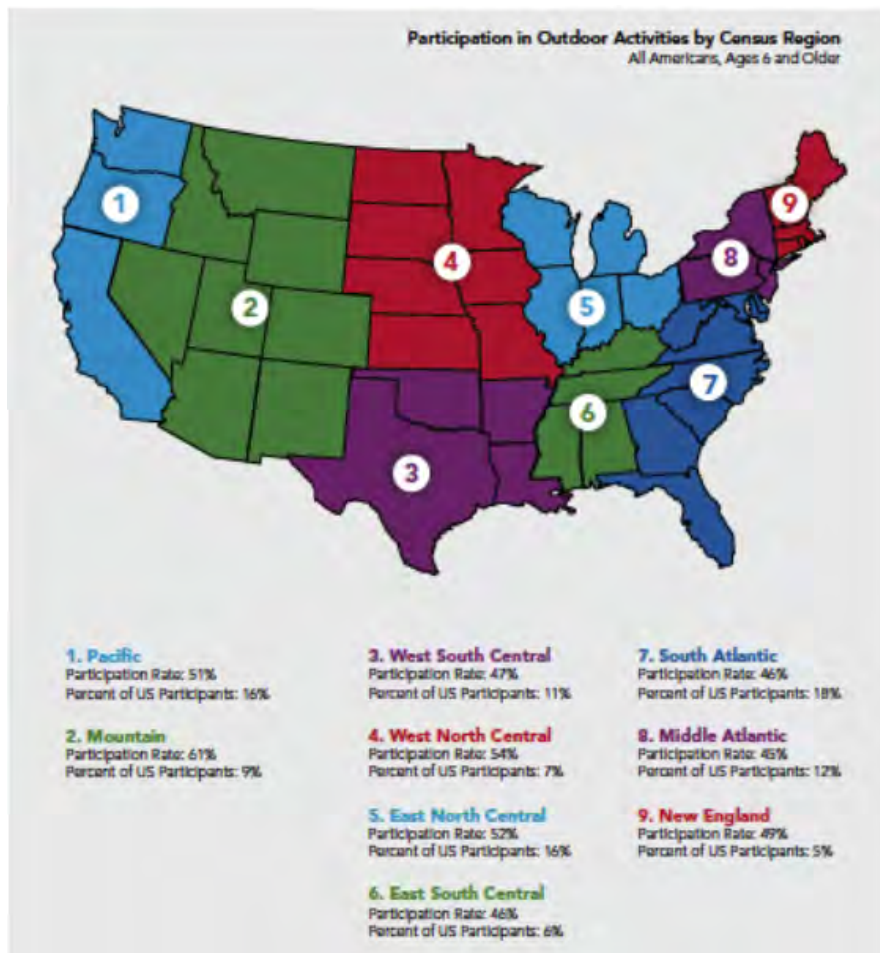 Participation in Outdoor Activities by Census Region
All Americans, Ages 6 and Older
1
2
3
4
5
6
7
8
9
1. Pacific
Participation Rate: 51%
Percent of US Participants: 16%
2. Mountain
Participation Rate: 61%
Percent of US Participants: 9%
3. West South Central
Participation Rate: 47%
Percent of US Participants: 11%
4. West North Central
Participation Rate: 54%
Percent of US Participants: 7%
5. East North Central
Participation Rate: 52%
Percent of US Participants: 16%
6. East South Central
Participation Rate: 46%
Percent of US Participants: 6%
7. South Atlantic
Participation Rate: 46%
Percent of US Participants: 18%
8. Middle Atlantic
Participation Rate: 45%
Percent of US Participants: 12%
9. New England
Participation Rate: 49%
Percent of US Participants: 5%